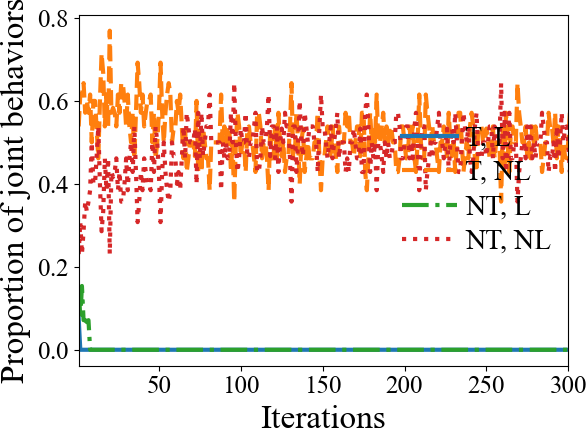 Proportion of joint behaviors
0.8
0.6
0.4
0.2
0.0
T, L
T, NL
NT, L
NT, NL
50
100
150
200
250
300
Iterations